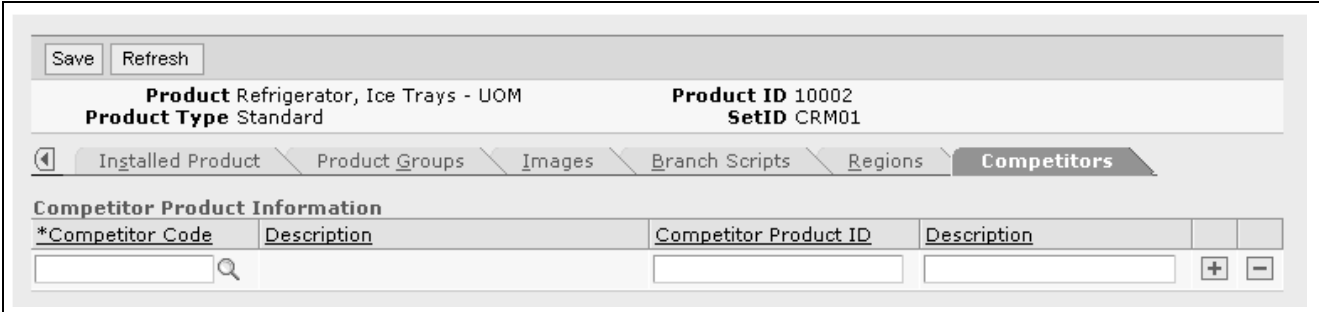 Save Refresh
Product Refrigerator, Ice Trays - UOM Product ID 10002
Product Type Standard SetID CRM01
Installed Product Product Groups Images Branch Scripts Regions Competitors
Competitor Product Information
*Competitor Code Description Competitor Product ID Description